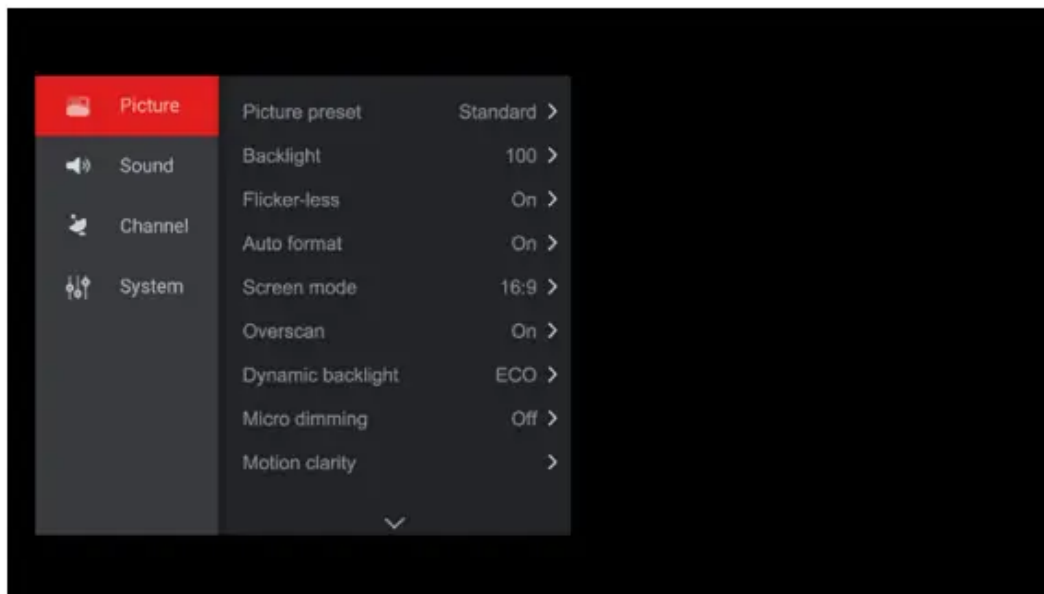 Picture
Sound
Channel
System
Picture preset Standard
Backlight 100
Flicker-less On
Auto format On
Screen mode 16:9
Overscan On
Dynamic backlight ECO
Micro dimming Off
Motion clarity